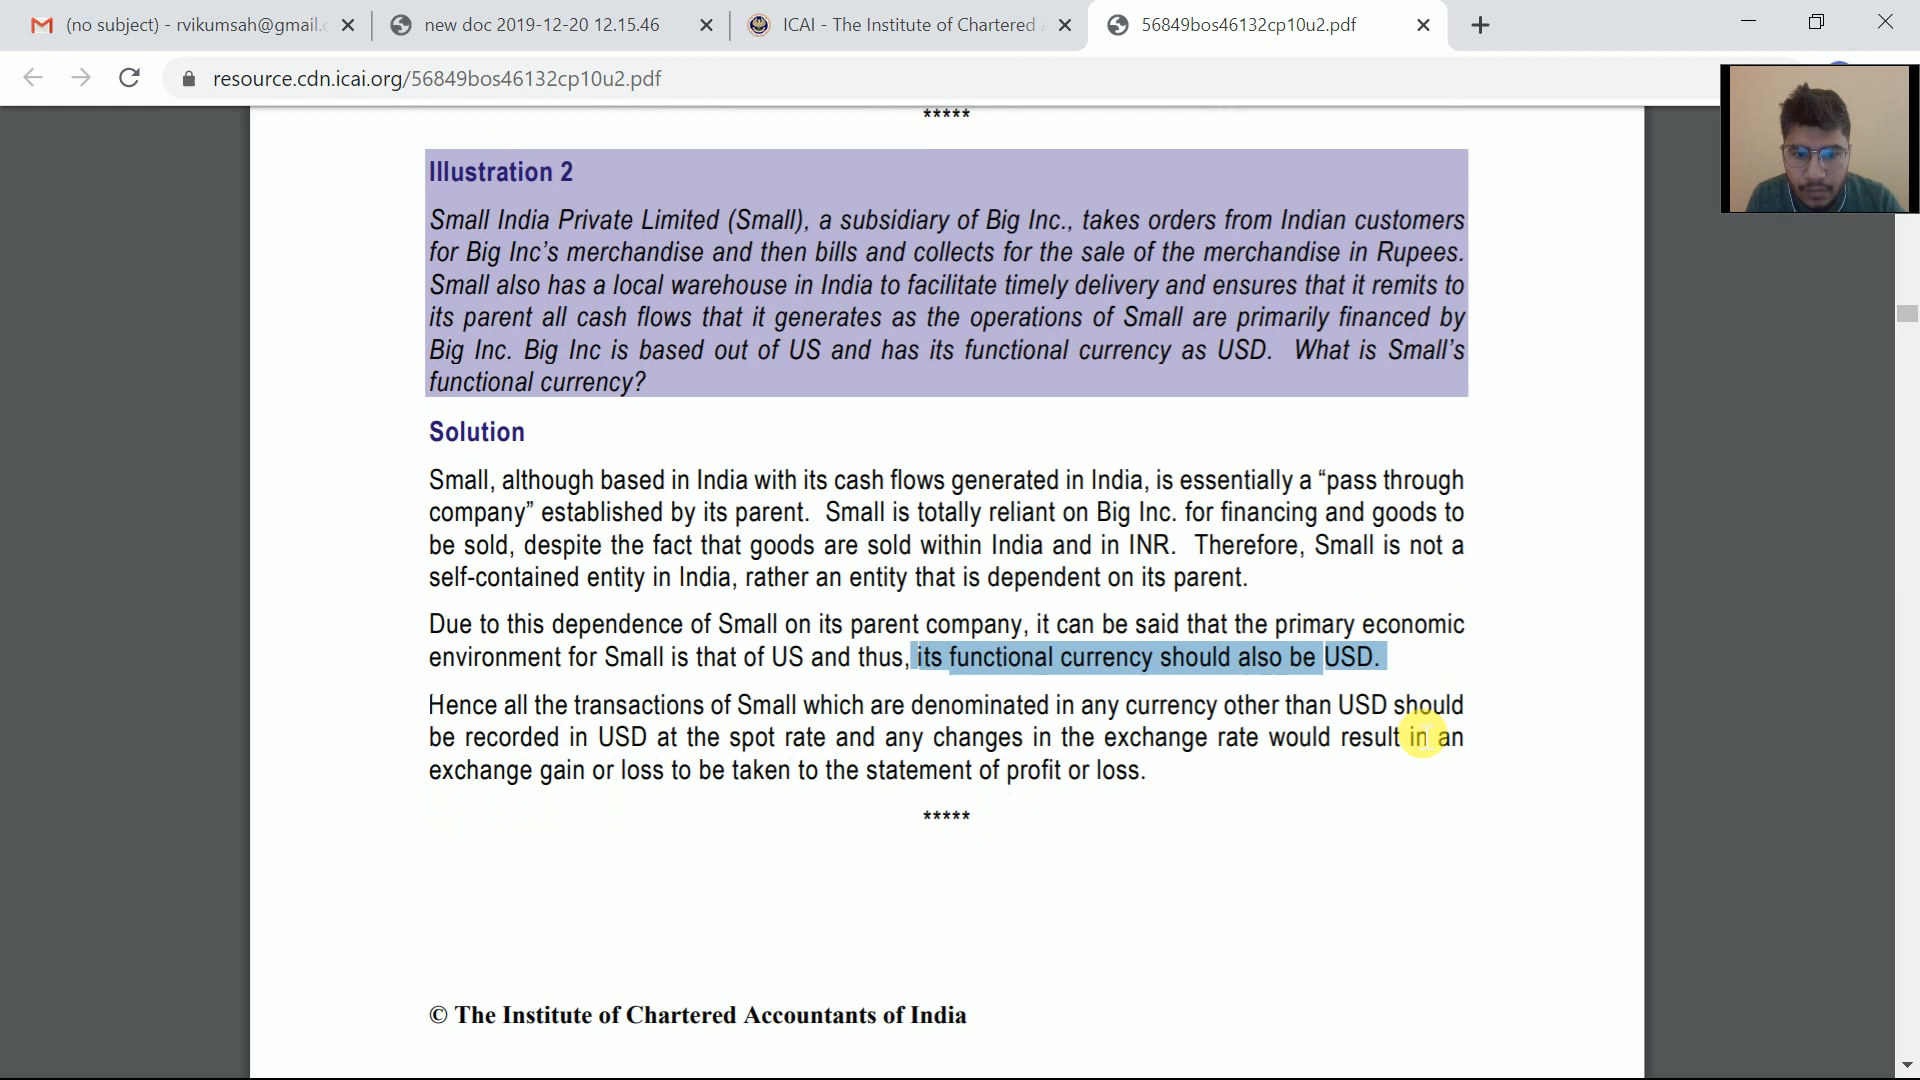 (no subject) - rvikumsah@gmail.c
new doc 2019-12-20 12.15.46
ICAI - The Institute of Chartered A
56849bos46132cp10u2.pdf
resource.cdn.icai.org/56849bos46132cp10u2.pdf
*****
Illustration 2
Small India Private Limited (Small), a subsidiary of Big Inc., takes orders from Indian customers
for Big Inc's merchandise and then bills and collects for the sale of the merchandise in Rupees.
Small also has a local warehouse in India to facilitate timely delivery and ensures that it remits to
its parent all cash flows that it generates as the operations of Small are primarily financed by
Big Inc. Big Inc is based out of US and has its functional currency as USD. What is Small's
functional currency?
Solution
Small, although based in India with its cash flows generated in India, is essentially a “pass through
company” established by its parent. Small is totally reliant on Big Inc. for financing and goods to
be sold, despite the fact that goods are sold within India and in INR. Therefore, Small is not a
self-contained entity in India, rather an entity that is dependent on its parent.
Due to this dependence of Small on its parent company, it can be said that the primary economic
environment for Small is that of US and thus, its functional currency should also be USD.
Hence all the transactions of Small which are denominated in any currency other than USD should
be recorded in USD at the spot rate and any changes in the exchange rate would result in an
exchange gain or loss to be taken to the statement of profit or loss.
*****
© The Institute of Chartered Accountants of India